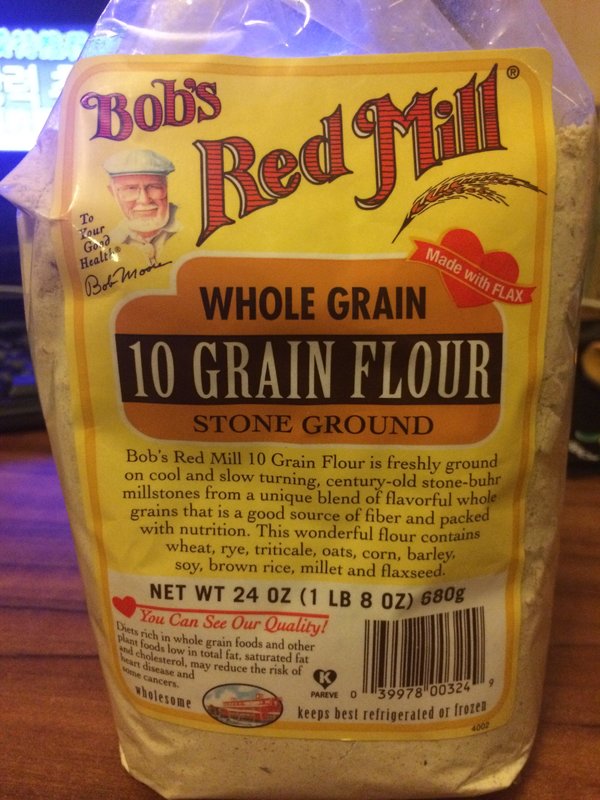 Bob's
Red Mill®
To
Your
Good
Health®
Bob Moore
Made with FLAX
WHOLE GRAIN
10 GRAIN FLOUR
STONE GROUND
Bob's Red Mill 10 Grain Flour is freshly ground
on cool and slow turning, century-old stone-buhr
millstones from a unique blend of flavorful whole
grains that is a good source of fiber and packed
with nutrition. This wonderful flour contains
wheat, rye, triticale, oats, corn, barley,
soy, brown rice, millet and flaxseed.
NET WT 24 OZ (1 LB 8 OZ) 680g
You Can See Our Quality!
Diets rich in whole grain foods and other
plant foods low in total fat, saturated fat
and cholesterol, may reduce the risk of
heart disease and
some cancers.
K
PAREVE
0 39978 00324 9
wholesome
keeps best refrigerated or frozen
4002